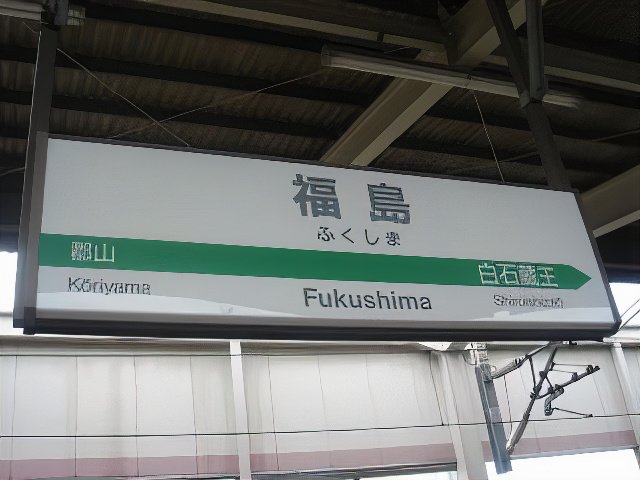 福島
ふくしま
郡山 白石蔵王
Kōriyama Fukushima